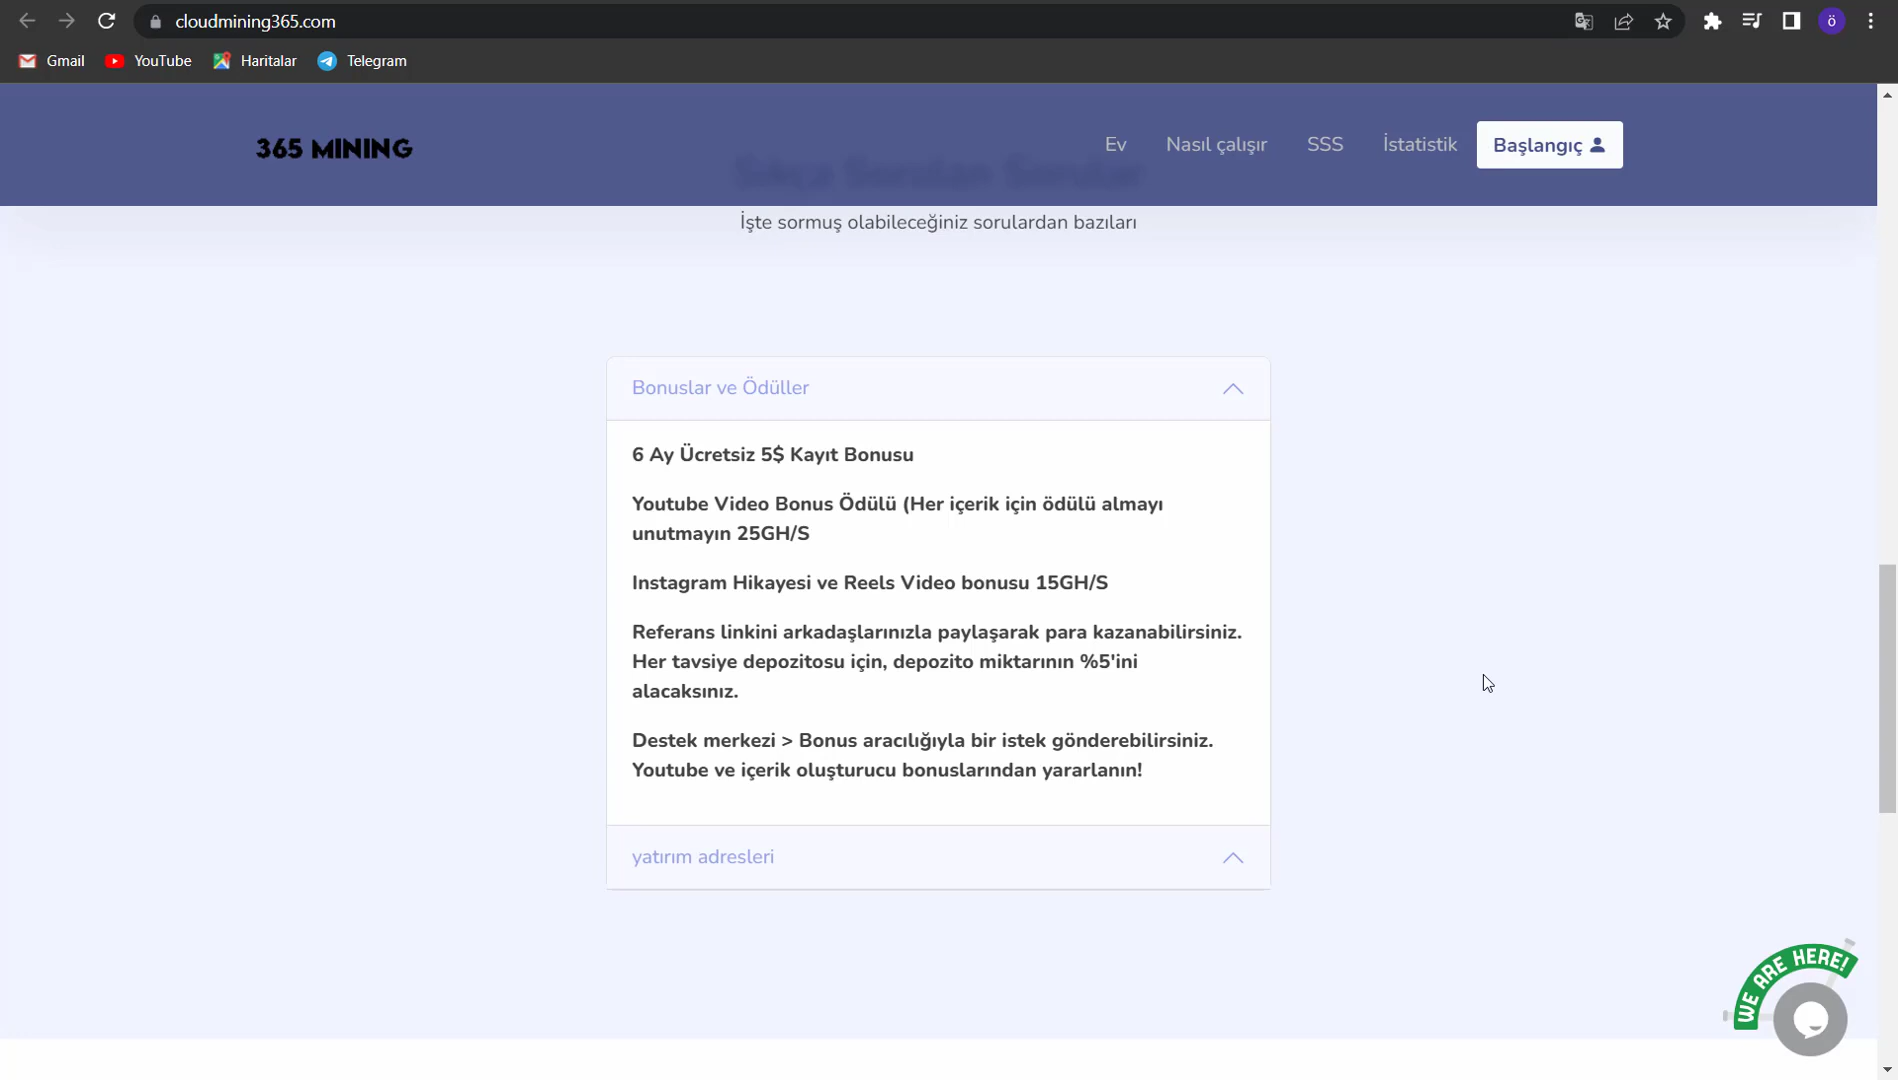 cloudmining365.com
ö
Gmail
YouTube
Haritalar
Telegram
365 MINING
Ev
Nasıl çalışır
SSS
İstatistik
Başlangıç
Sıkça Sorulan Sorular
İşte sormuş olabileceğiniz sorulardan bazıları
Bonuslar ve Ödüller
6 Ay Ücretsiz 5$ Kayıt Bonusu
Youtube Video Bonus Ödülü (Her içerik için ödülü almayı
unutmayın 25GH/S
Instagram Hikayesi ve Reels Video bonusu 15GH/S
Referans linkini arkadaşlarınızla paylaşarak para kazanabilirsiniz.
Her tavsiye depozitosu için, depozito miktarının %5'ini
alacaksınız.
Destek merkezi > Bonus aracılığıyla bir istek gönderebilirsiniz.
Youtube ve içerik oluşturucu bonuslarından yararlanın!
yatırım adresleri
WE ARE HERE!